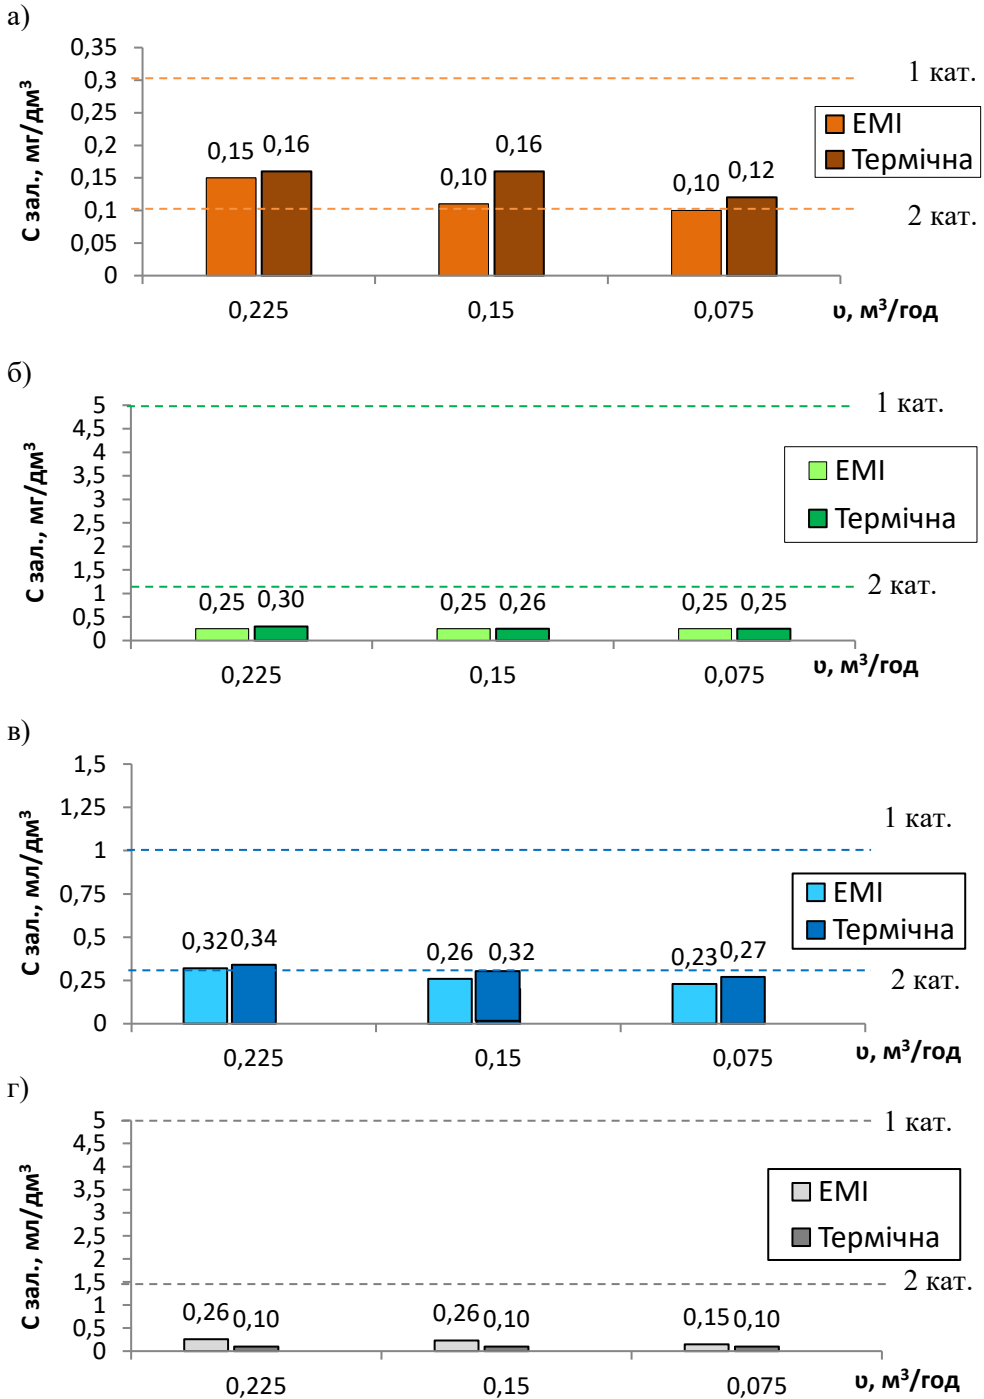 а)
С зал., мг/дм³
0,35
0,3
0,25
0,2
0,15
0,1
0,05
0
1 кат.
2 кат.
ЕМІ
Термічна
0,15 0,16
0,10 0,16
0,10 0,12
0,225 0,15 0,075 υ, м³/год
б)
С зал., мг/дм³
5
4,5
4
3,5
3
2,5
2
1,5
1
0,5
0
1 кат.
ЕМІ
Термічна
2 кат.
0,25 0,30
0,25 0,26
0,25 0,25
0,225 0,15 0,075 υ, м³/год
в)
С зал., мл/дм³
1,5
1,25
1
0,75
0,5
0,25
0
1 кат.
ЕМІ
Термічна
2 кат.
0,32 0,34
0,26 0,32
0,23 0,27
0,225 0,15 0,075 υ, м³/год
г)
С зал., мл/дм³
5
4,5
4
3,5
3
2,5
2
1,5
1
0,5
0
1 кат.
ЕМІ
Термічна
2 кат.
0,26 0,10
0,26 0,10
0,15 0,10
0,225 0,15 0,075 υ, м³/год